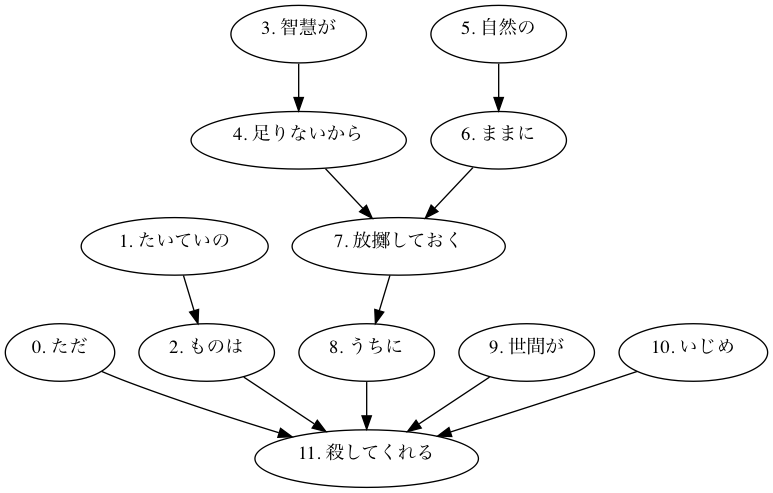 3. 智慧が
5. 自然の
4. 足りないから
6. ままに
1. たいていの
7. 放擲しておく
0. ただ
2. ものは
8. うちに
9. 世間が
10. いじめ
11. 殺してくれる